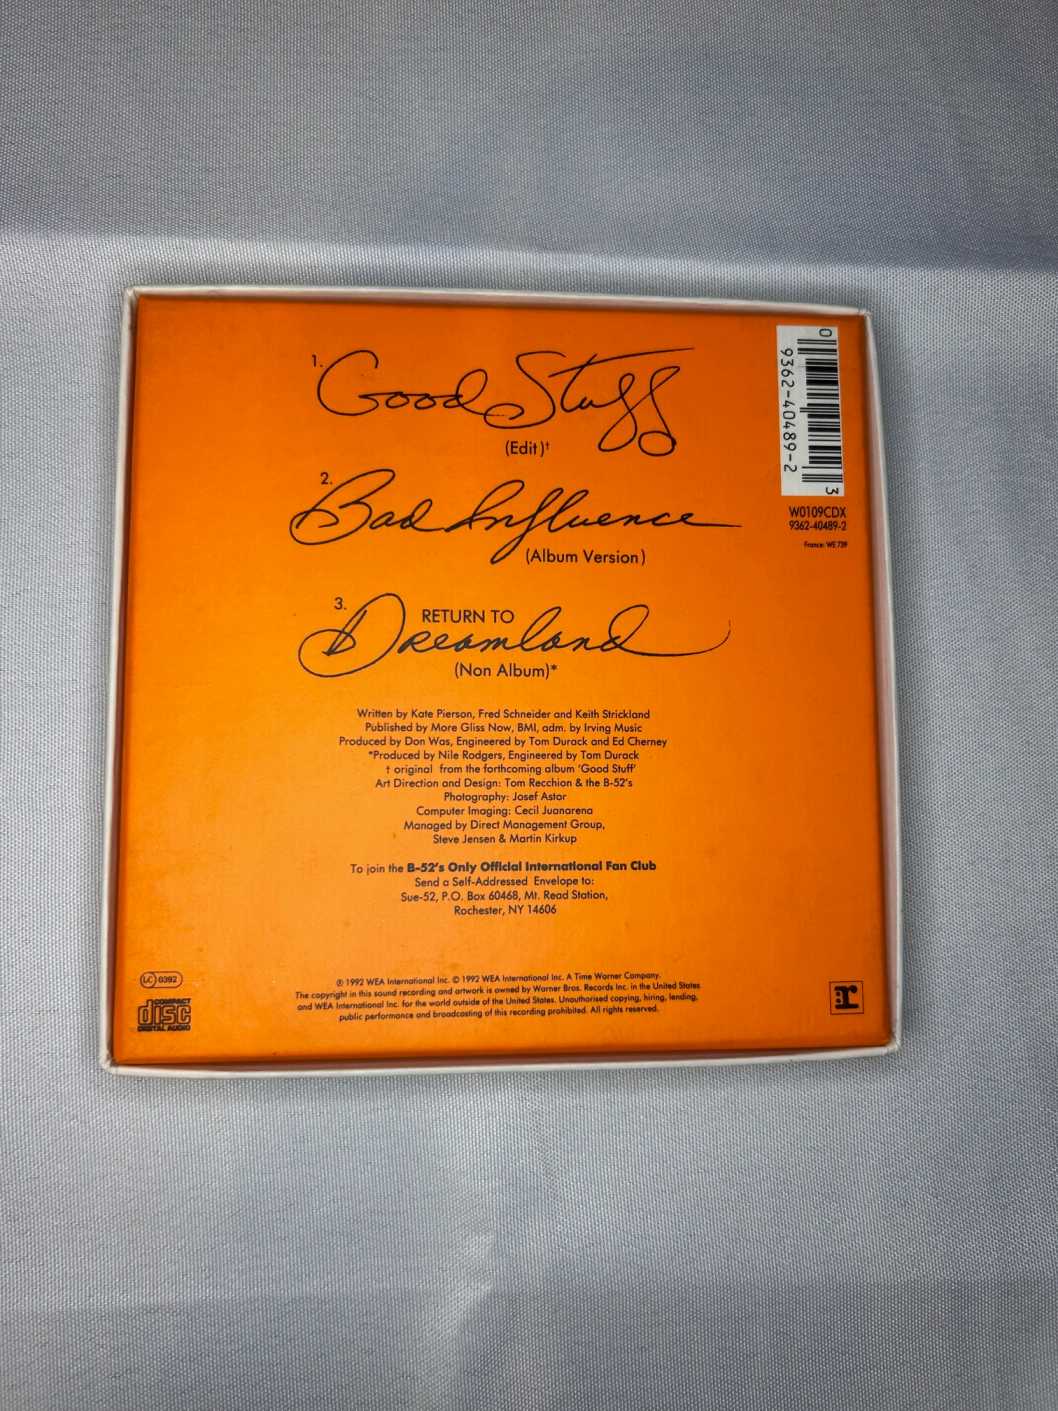 1. Good Stuff
(Edit)†
2. Bad Influence
(Album Version)
3. RETURN TO
Dreamland
(Non Album)*
Written by Kate Pierson, Fred Schneider and Keith Strickland
Published by More Gliss Now, BMI, adm. by Irving Music
Produced by Don Was, Engineered by Tom Durack and Ed Cherney
*Produced by Nile Rodgers, Engineered by Tom Durack
† original from the forthcoming album 'Good Stuff'
Art Direction and Design: Tom Recchion & the B-52's
Photography: Josef Astor
Computer Imaging: Cecil Juanarena
Managed by Direct Management Group,
Steve Jensen & Martin Kirkup
To join the B-52's Only Official International Fan Club
Send a Self-Addressed Envelope to:
Sue-52, P.O. Box 60468, Mt. Read Station,
Rochester, NY 14606
℗ 1992 WEA International Inc. © 1992 WEA International Inc. A Time Warner Company.
The copyright in this sound recording and artwork is owned by Warner Bros. Records Inc. in the United States
and WEA International Inc. for the world outside of the United States. Unauthorised copying, hiring, lending,
public performance and broadcasting of this recording prohibited. All rights reserved.
0 9362-40489-2 3
W0109CDX
9362-40489-2
France: WE 739
LC 0392
COMPACT
disc
DIGITAL AUDIO
r